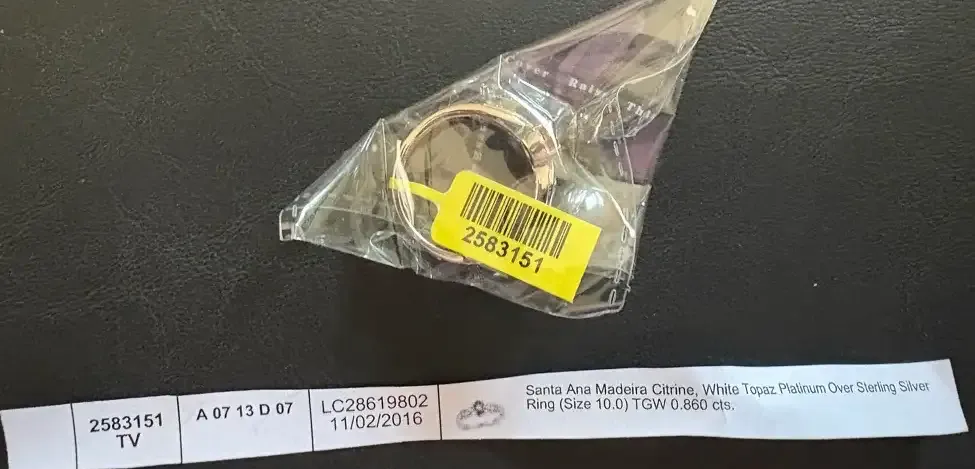 2583151
2583151
TV
A 07 13 D 07
LC28619802
11/02/2016
Santa Ana Madeira Citrine, White Topaz Platinum Over Sterling Silver
Ring (Size 10.0) TGW 0.860 cts.